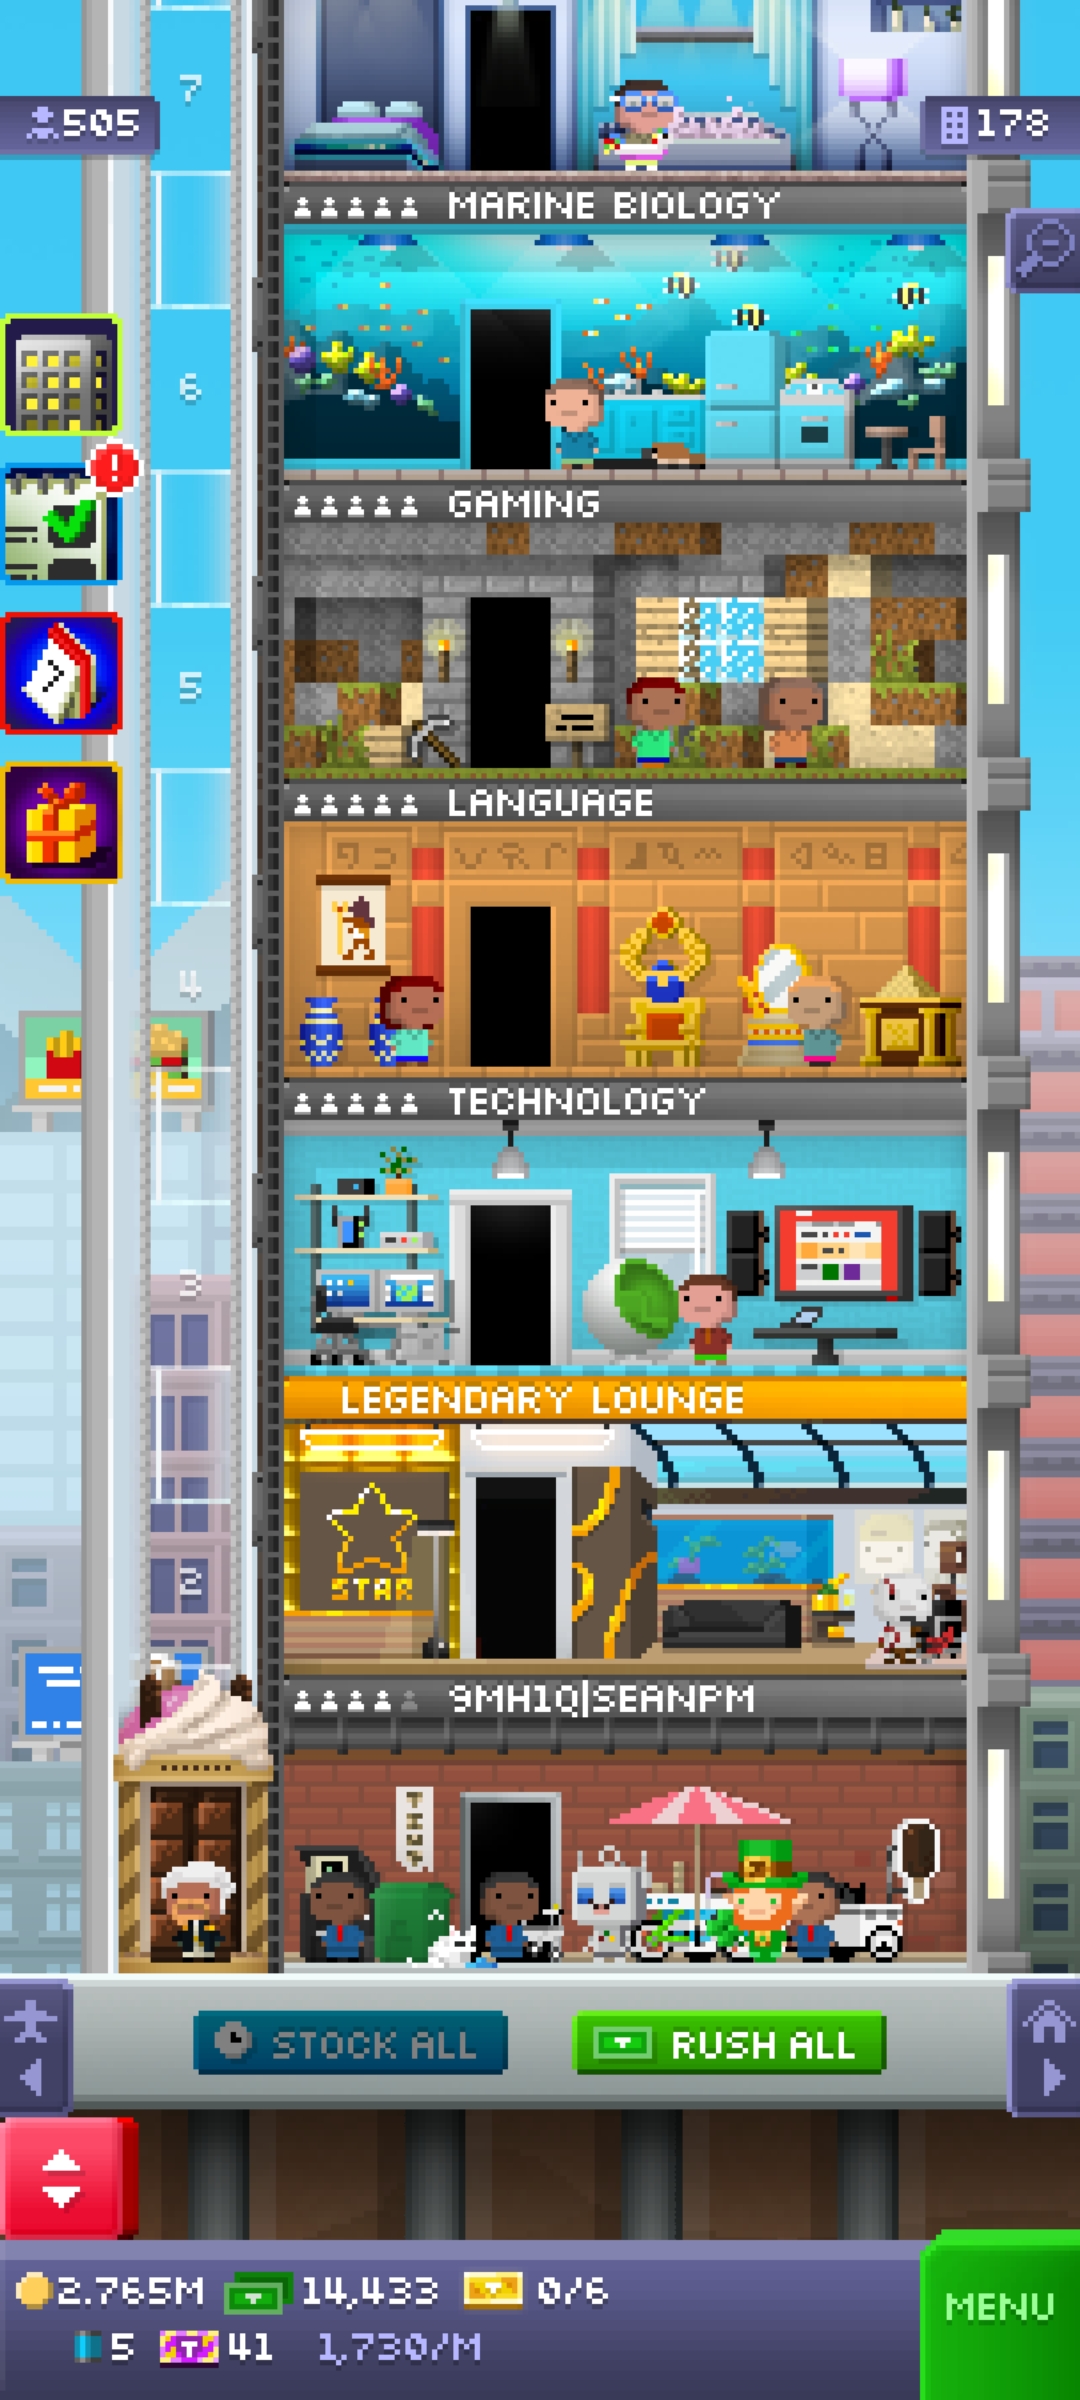 7
505
178
MARINE BIOLOGY
6
GAMING
5
LANGUAGE
4
TECHNOLOGY
3
LEGENDARY LOUNGE
STAR
2
9MH1Q|SEANPM
STOCK ALL
RUSH ALL
2.765M
14,433
0/6
MENU
5
41
1,730/M